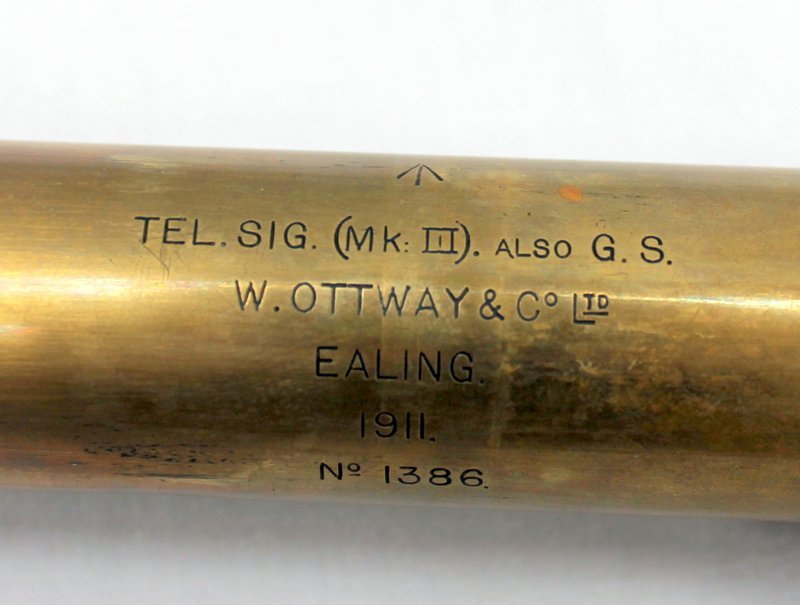 TEL. SIG. (MK: III). ALSO G. S.
W. OTTWAY & Cº LTD
EALING.
1911.
Nº 1386.